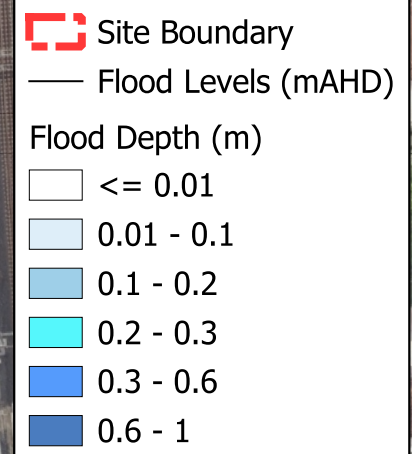 Site Boundary
Flood Levels (mAHD)
Flood Depth (m)
<= 0.01
0.01 - 0.1
0.1 - 0.2
0.2 - 0.3
0.3 - 0.6
0.6 - 1